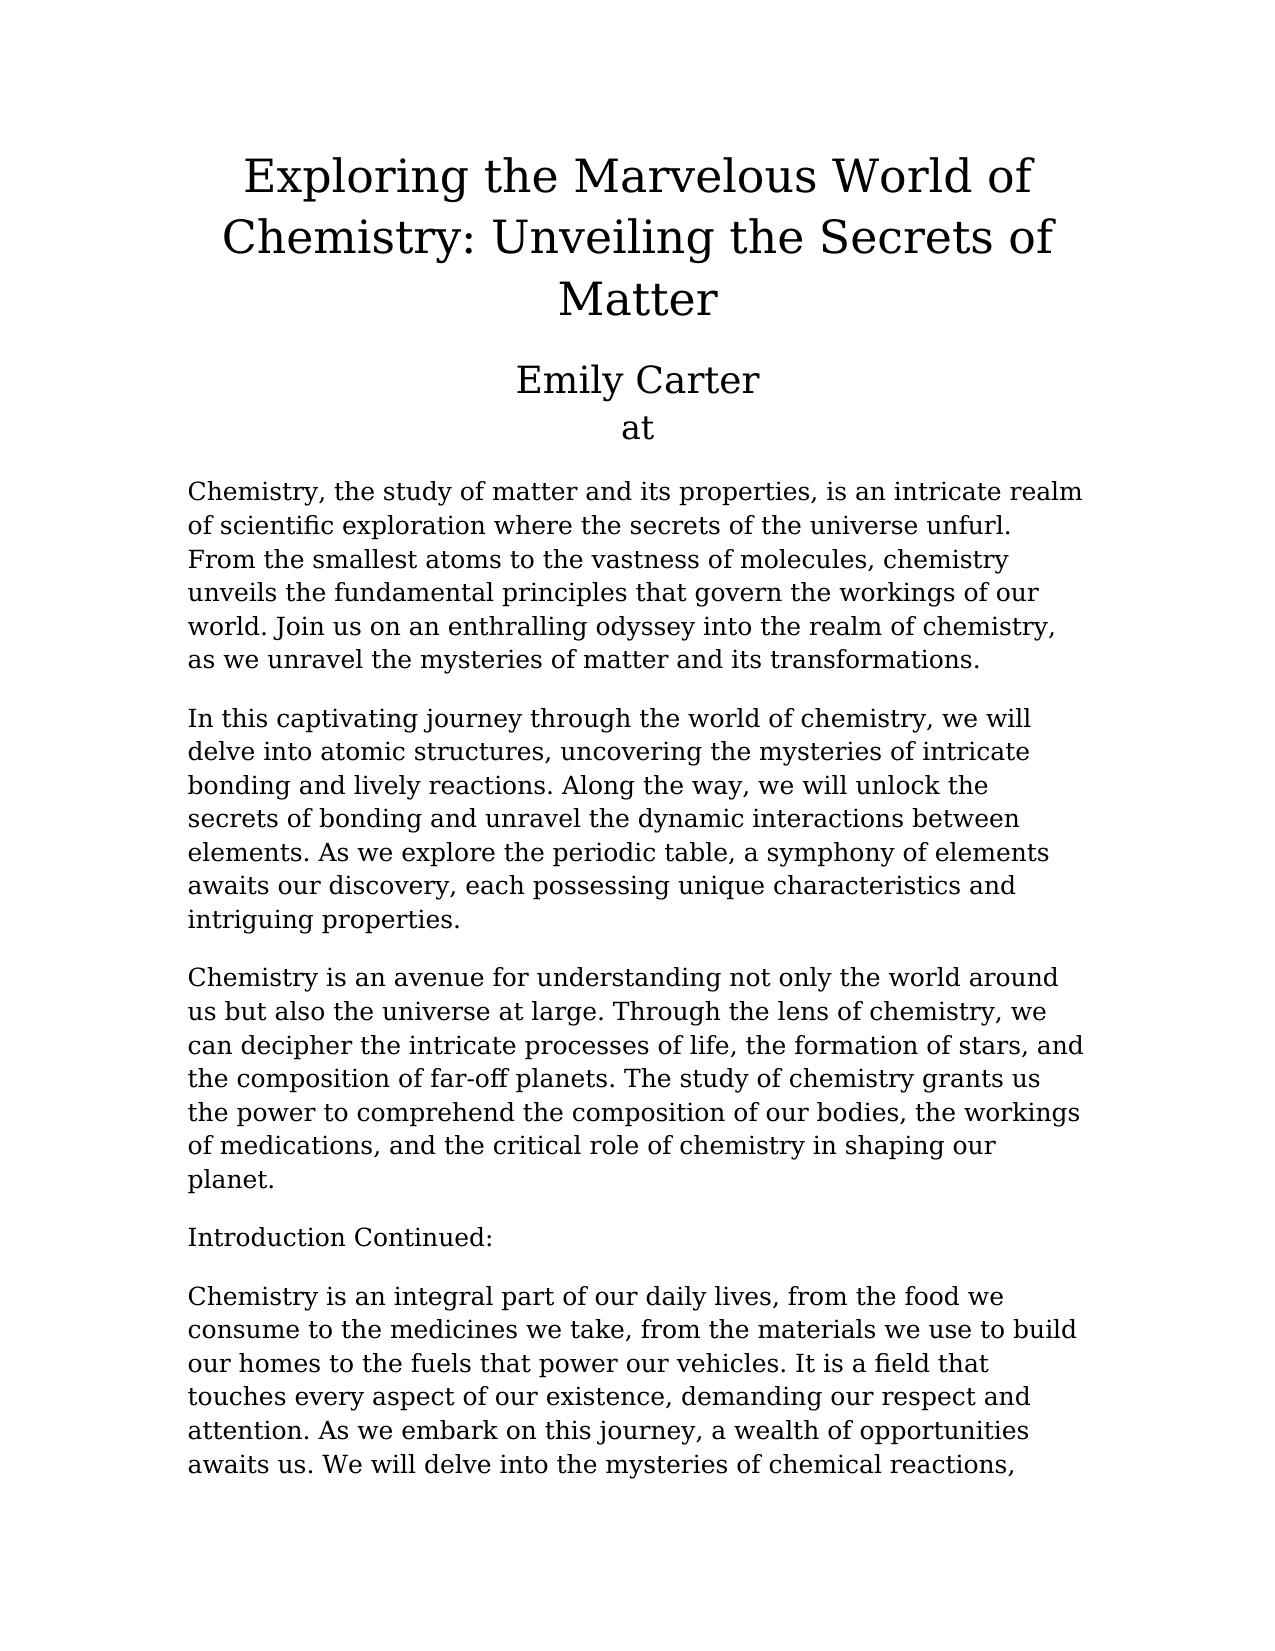 Exploring the Marvelous World of
Chemistry: Unveiling the Secrets of
Matter
Emily Carter
at
Chemistry, the study of matter and its properties, is an intricate realm
of scientific exploration where the secrets of the universe unfurl.
From the smallest atoms to the vastness of molecules, chemistry
unveils the fundamental principles that govern the workings of our
world. Join us on an enthralling odyssey into the realm of chemistry,
as we unravel the mysteries of matter and its transformations.
In this captivating journey through the world of chemistry, we will
delve into atomic structures, uncovering the mysteries of intricate
bonding and lively reactions. Along the way, we will unlock the
secrets of bonding and unravel the dynamic interactions between
elements. As we explore the periodic table, a symphony of elements
awaits our discovery, each possessing unique characteristics and
intriguing properties.
Chemistry is an avenue for understanding not only the world around
us but also the universe at large. Through the lens of chemistry, we
can decipher the intricate processes of life, the formation of stars, and
the composition of far-off planets. The study of chemistry grants us
the power to comprehend the composition of our bodies, the workings
of medications, and the critical role of chemistry in shaping our
planet.
Introduction Continued:
Chemistry is an integral part of our daily lives, from the food we
consume to the medicines we take, from the materials we use to build
our homes to the fuels that power our vehicles. It is a field that
touches every aspect of our existence, demanding our respect and
attention. As we embark on this journey, a wealth of opportunities
awaits us. We will delve into the mysteries of chemical reactions,